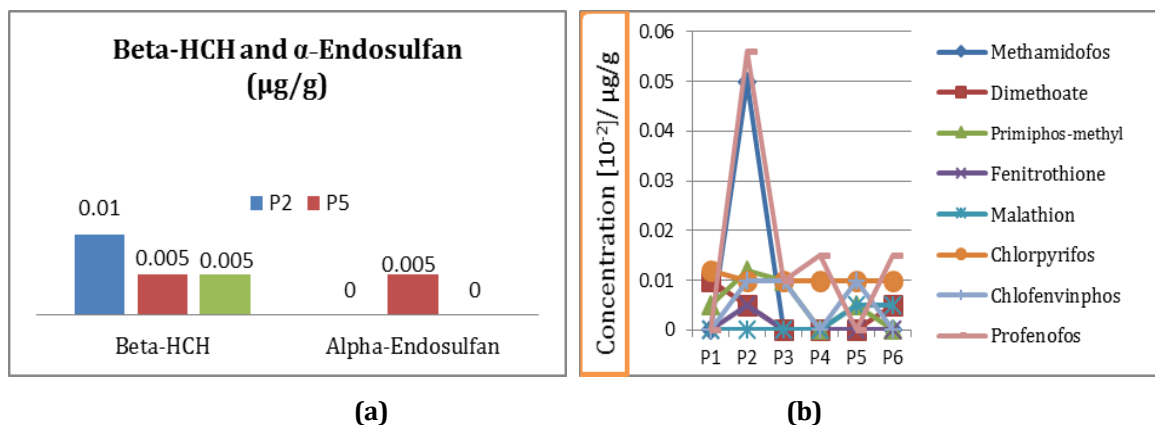 Beta-HCH and α-Endosulfan
(µg/g)
P2 P5
0.01
0.005
0.005
0
0.005
0
Beta-HCH
Alpha-Endosulfan
(a)
Concentration [10⁻²]/ µg/g
0.06
0.05
0.04
0.03
0.02
0.01
0
P1 P2 P3 P4 P5 P6
Methamidofos
Dimethoate
Primiphos-methyl
Fenitrothione
Malathion
Chlorpyrifos
Chlofenvinphos
Profenofos
(b)